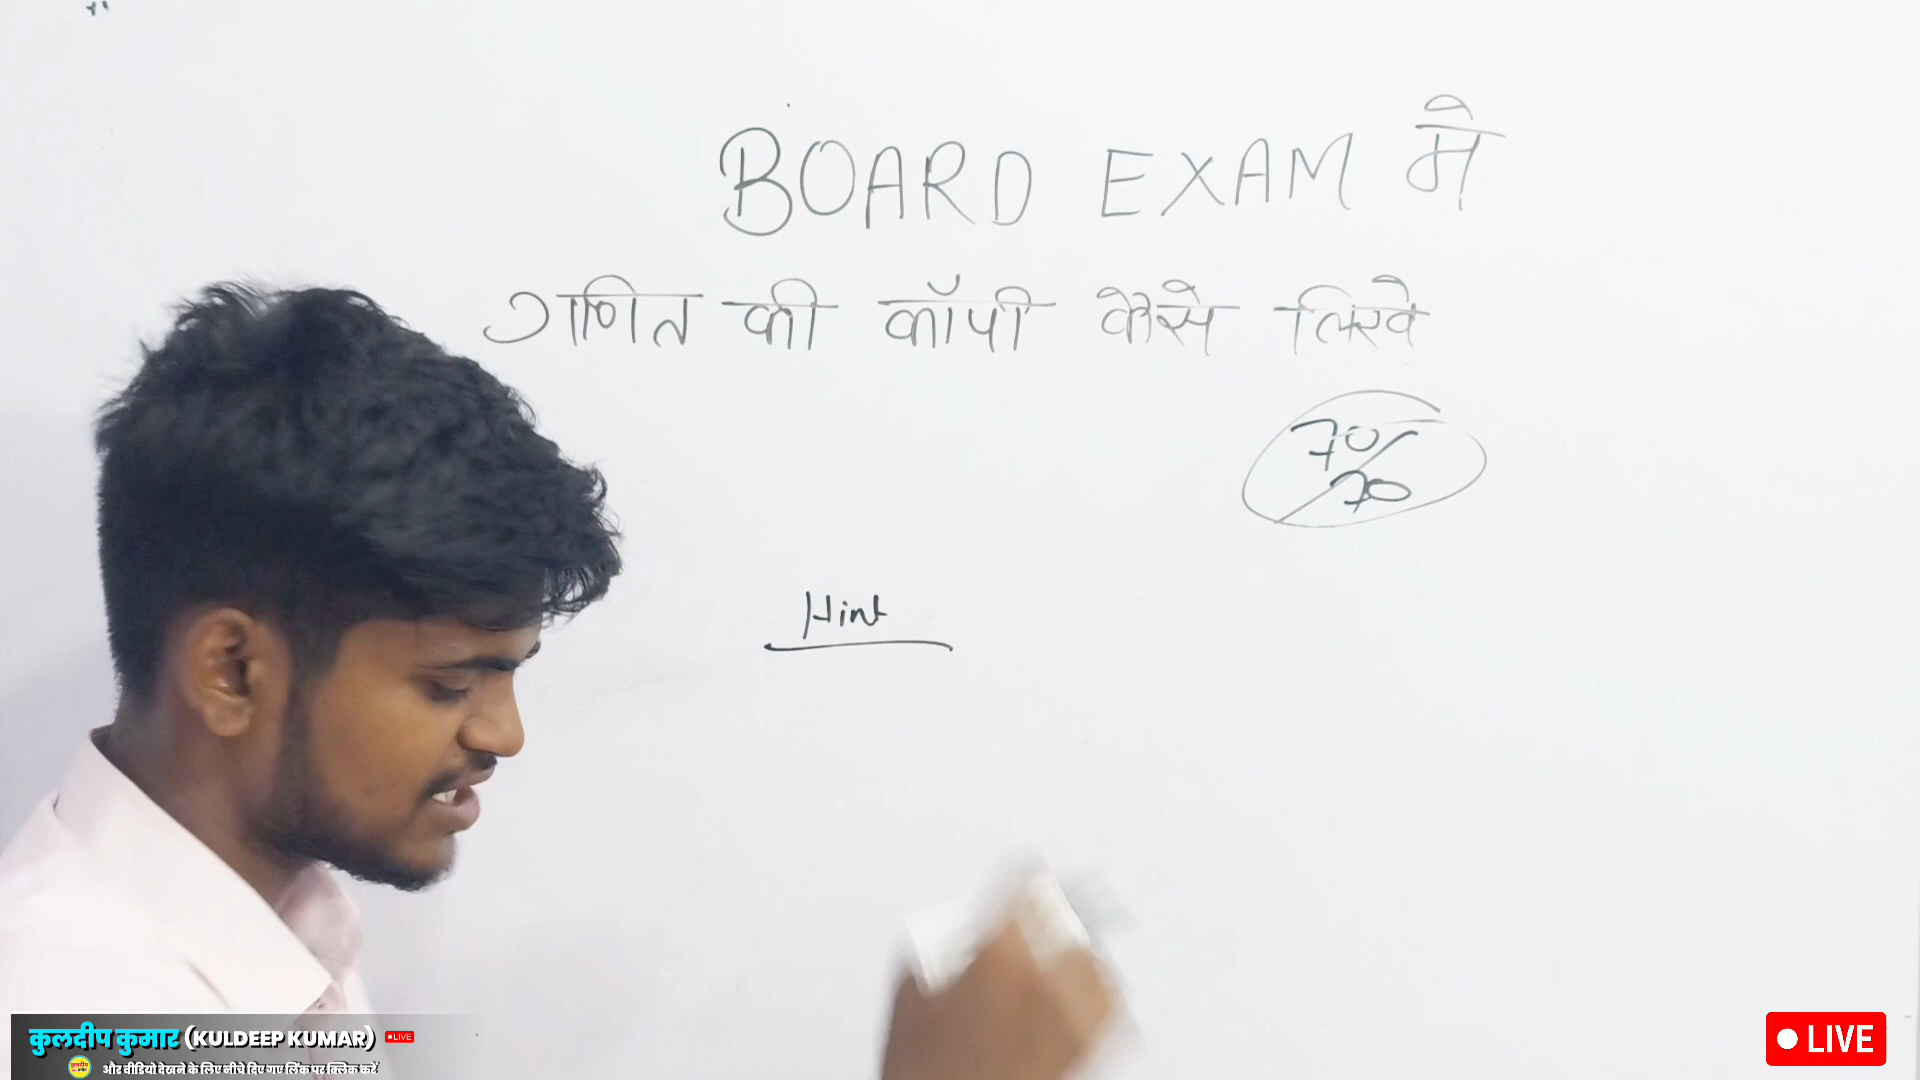 BOARD EXAM मे
गणित की कॉपी कैसे लिखे
70/70
Hint
कुलदीप कुमार (KULDEEP KUMAR) LIVE
और वीडियो देखने के लिए नीचे दिए गए लिंक पर क्लिक करें
LIVE